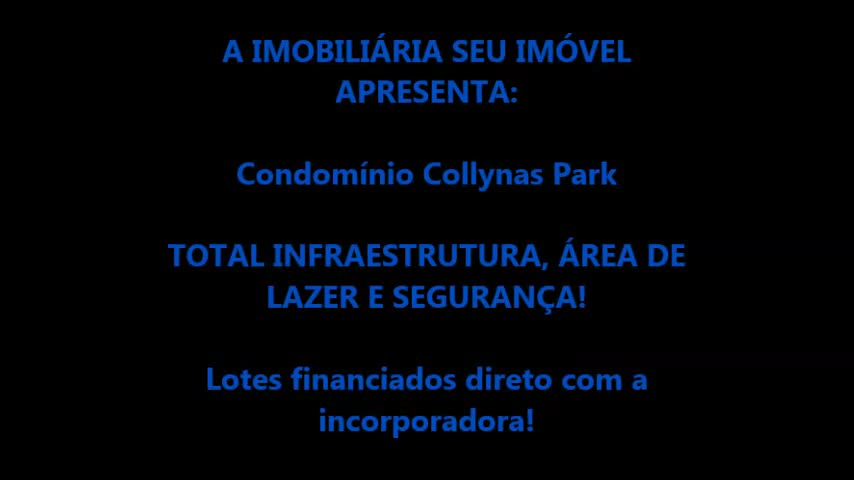 A IMOBILIÁRIA SEU IMÓVEL
APRESENTA:
Condomínio Collynas Park
TOTAL INFRAESTRUTURA, ÁREA DE
LAZER E SEGURANÇA!
Lotes financiados direto com a
incorporadora!